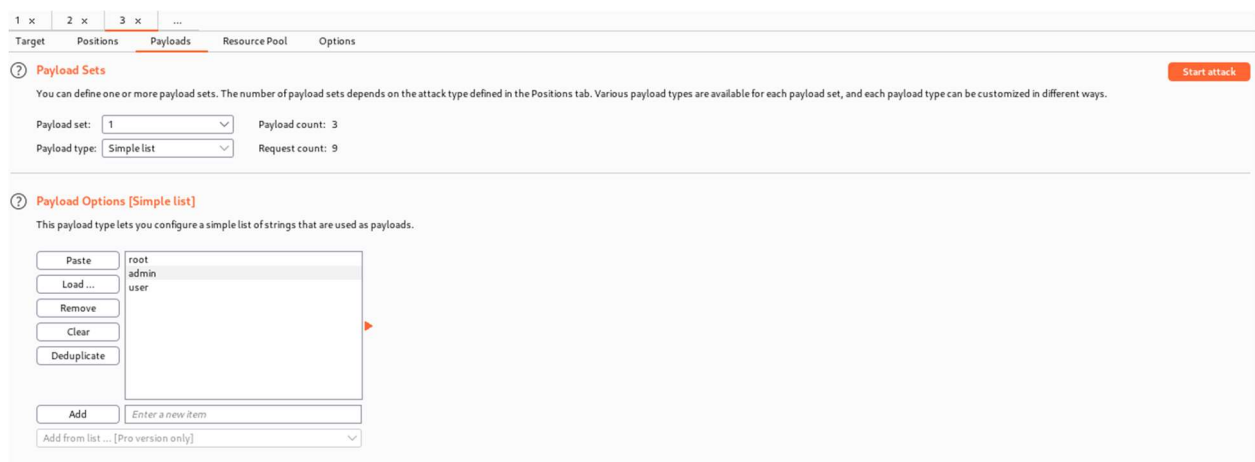 1 × 2 × 3 × ...
Target Positions Payloads Resource Pool Options
? Payload Sets Start attack
You can define one or more payload sets. The number of payload sets depends on the attack type defined in the Positions tab. Various payload types are available for each payload set, and each payload type can be customized in different ways.
Payload set: 1 Payload count: 3
Payload type: Simple list Request count: 9
? Payload Options [Simple list]
This payload type lets you configure a simple list of strings that are used as payloads.
Paste root
admin
Load ... user
Remove
Clear
Deduplicate
Add Enter a new item
Add from list ... [Pro version only]